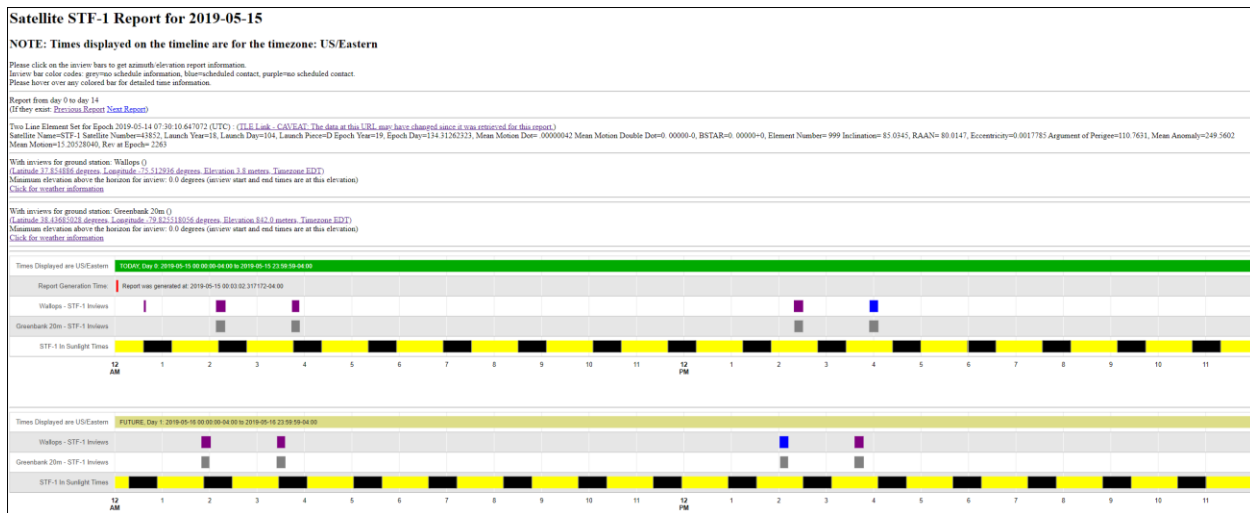 Satellite STF-1 Report for 2019-05-15
NOTE: Times displayed on the timeline are for the timezone: US/Eastern
Please click on the inview bars to get azimuth/elevation report information.
Inview bar color codes: grey=no schedule information, blue=scheduled contact, purple=no scheduled contact.
Please hover over any colored bar for detailed time information.
Report from day 0 to day 14
(If they exist: Previous Report Next Report)
Two Line Element Set for Epoch 2019-05-14 07:30:10.647072 (UTC) : (TLE Link - CAVEAT: The data at this URL may have changed since it was retrieved for this report.)
Satellite Name=STF-1 Satellite Number=43852, Launch Year=18, Launch Day=104, Launch Piece=D Epoch Year=19, Epoch Day=134.31262323, Mean Motion Dot= .00000042 Mean Motion Double Dot=0. 00000-0, BSTAR=0. 00000+0, Element Number= 999 Inclination= 85.0345, RAAN= 80.0147, Eccentricity=0.0017785 Argument of Perigee=110.7631, Mean Anomaly=249.5602
Mean Motion=15.20528040, Rev at Epoch= 2263
With inviews for ground station: Wallops ()
(Latitude 37.854886 degrees, Longitude -75.512936 degrees, Elevation 3.8 meters, Timezone EDT)
Minimum elevation above the horizon for inview: 0.0 degrees (inview start and end times are at this elevation)
Click for weather information
With inviews for ground station: Greenbank 20m ()
(Latitude 38.43685028 degrees, Longitude -79.825518056 degrees, Elevation 842.0 meters, Timezone EDT)
Minimum elevation above the horizon for inview: 0.0 degrees (inview start and end times are at this elevation)
Click for weather information
Times Displayed are US/Eastern TODAY, Day 0: 2019-05-15 00:00:00-04:00 to 2019-05-15 23:59:59-04:00
Report Generation Time Report was generated at: 2019-05-15 00:03:02.317172-04:00
Wallops - STF-1 Inviews
Greenbank 20m - STF-1 Inviews
STF-1 In Sunlight Times
12 1 2 3 4 5 6 7 8 9 10 11 12 1 2 3 4 5 6 7 8 9 10 11
AM PM
Times Displayed are US/Eastern FUTURE, Day 1: 2019-05-16 00:00:00-04:00 to 2019-05-16 23:59:59-04:00
Wallops - STF-1 Inviews
Greenbank 20m - STF-1 Inviews
STF-1 In Sunlight Times
12 1 2 3 4 5 6 7 8 9 10 11 12 1 2 3 4 5 6 7 8 9 10 11
AM PM